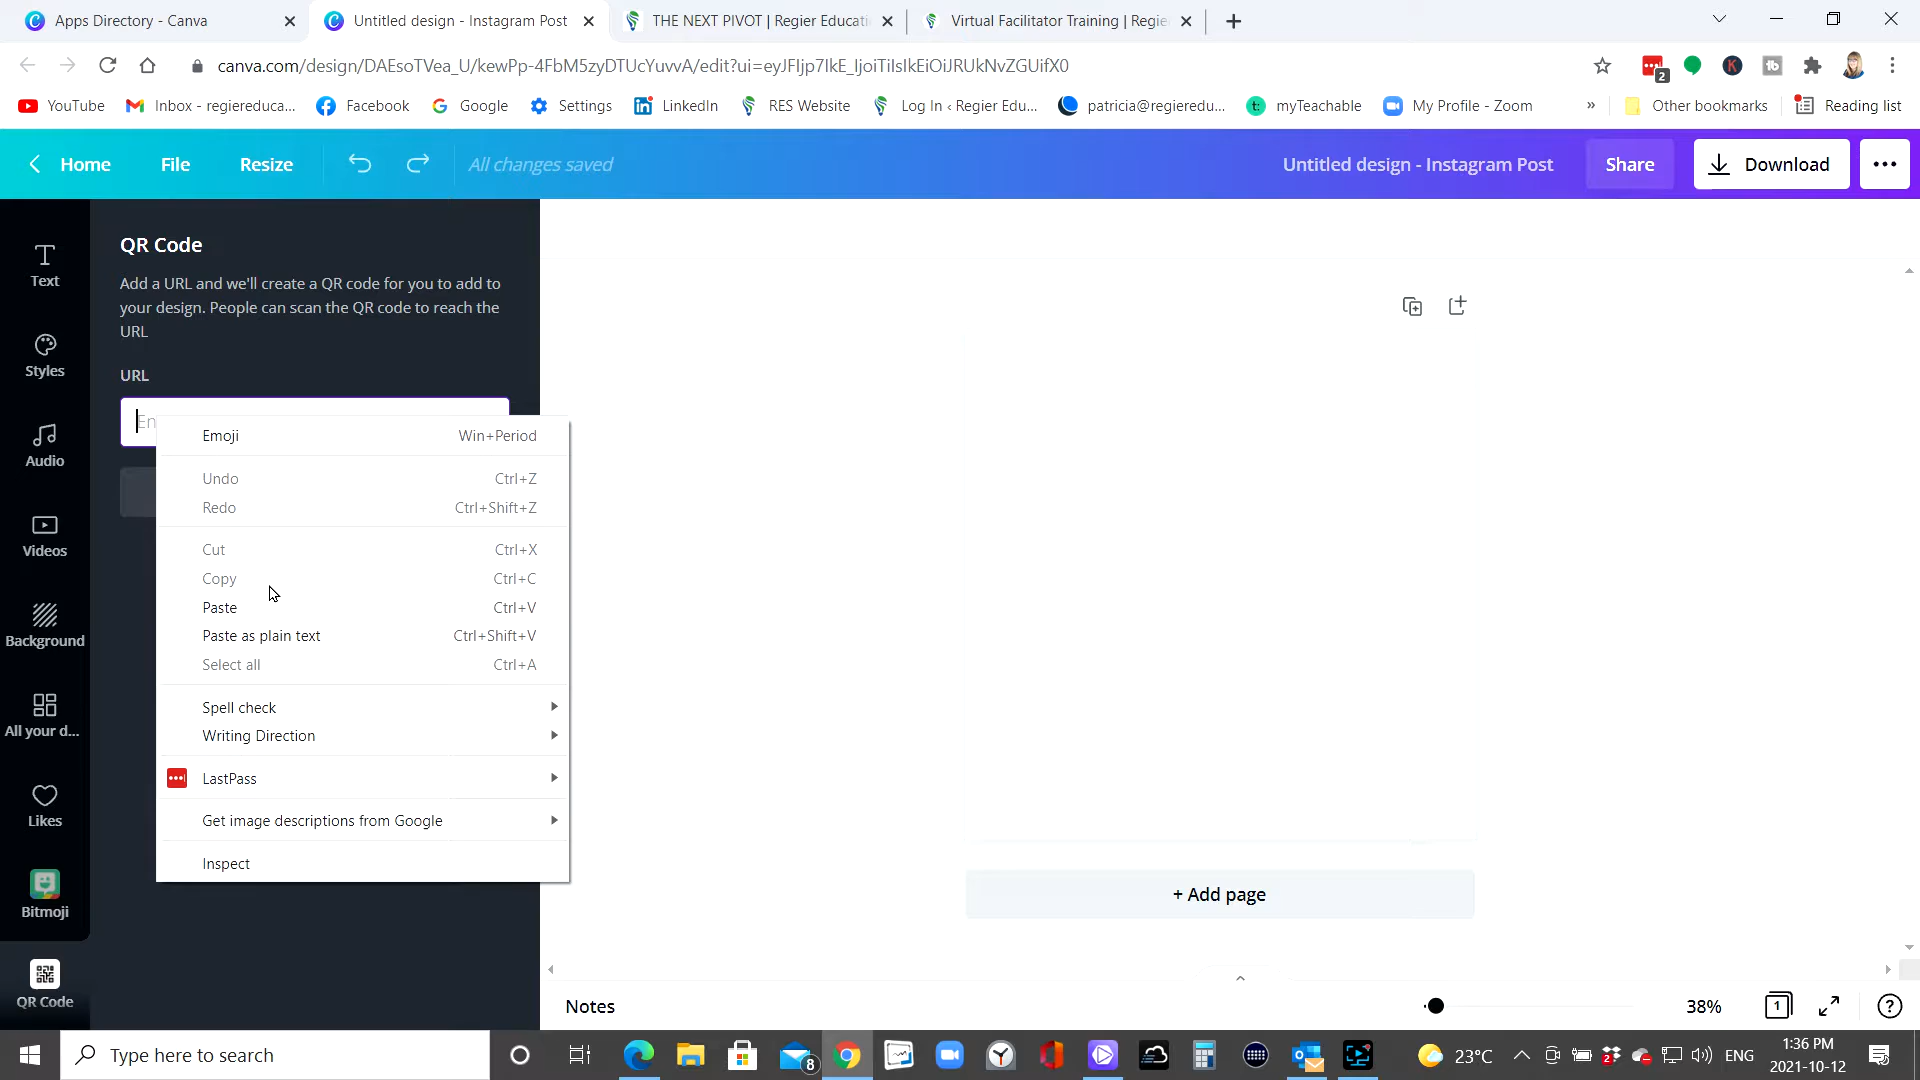 Apps Directory - Canva
Untitled design - Instagram Post
THE NEXT PIVOT | Regier Educati
Virtual Facilitator Training | Regie
canva.com/design/DAEsoTVea_U/kewPp-4FbM5zyDTUcYuvvA/edit?ui=eyJFIjp7IkE_IjoiTiIsIkEiOiJRUkNvZGUifX0
2
YouTube
Inbox - regiereduca...
Facebook
Google
Settings
LinkedIn
RES Website
Log In ‹ Regier Edu...
patricia@regieredu...
myTeachable
My Profile - Zoom
»
Other bookmarks
Reading list
Home
File
Resize
All changes saved
Untitled design - Instagram Post
Share
Download
Text
Styles
Audio
Videos
Background
All your d...
Likes
Bitmoji
QR Code
QR Code
Add a URL and we'll create a QR code for you to add to
your design. People can scan the QR code to reach the
URL
URL
En
Emoji Win+Period
Undo Ctrl+Z
Redo Ctrl+Shift+Z
Cut Ctrl+X
Copy Ctrl+C
Paste Ctrl+V
Paste as plain text Ctrl+Shift+V
Select all Ctrl+A
Spell check
Writing Direction
LastPass
Get image descriptions from Google
Inspect
+ Add page
Notes
38%
1
Type here to search
8
23°C
2
ENG
1:36 PM
2021-10-12